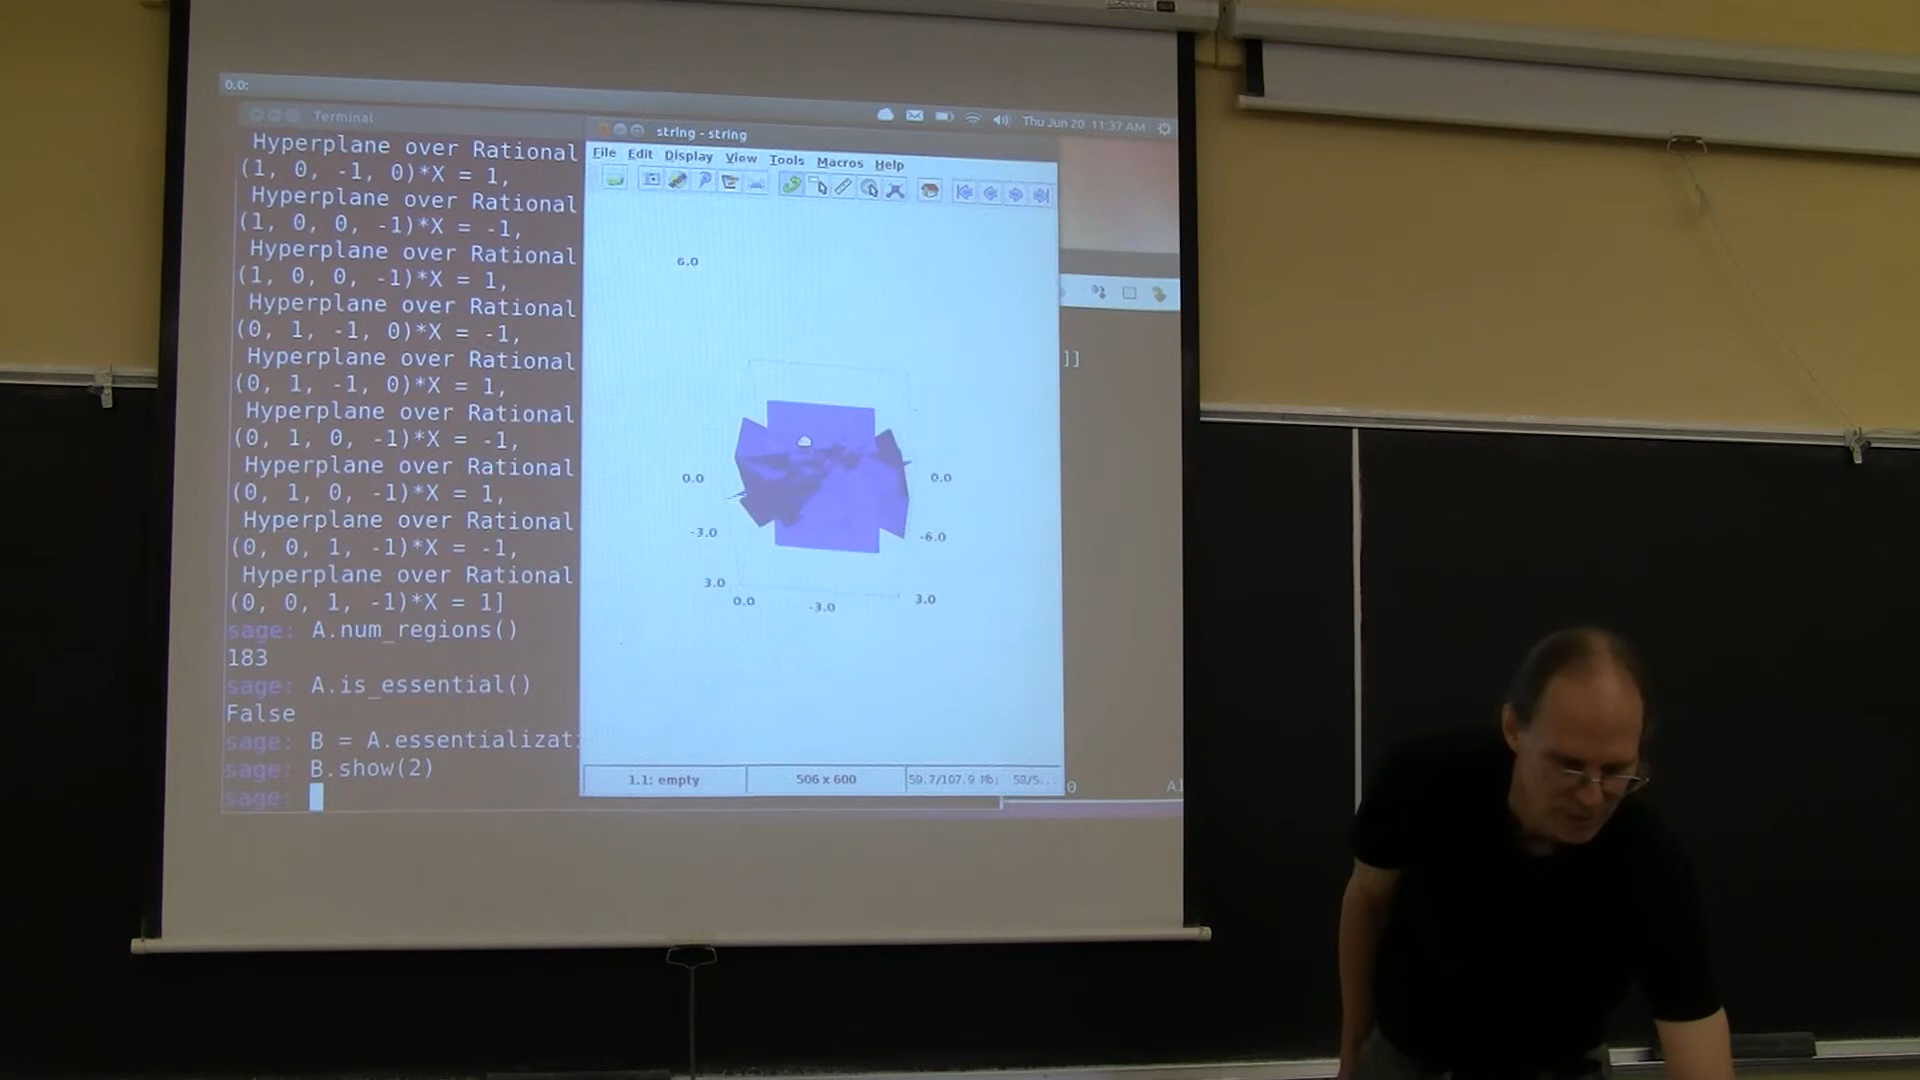 0.0:
Terminal
Thu Jun 20 11:37 AM
string - string
File Edit Display View Tools Macros Help
Hyperplane over Rational
(1, 0, -1, 0)*X = 1,
Hyperplane over Rational
(1, 0, 0, -1)*X = -1,
Hyperplane over Rational
(1, 0, 0, -1)*X = 1,
Hyperplane over Rational
(0, 1, -1, 0)*X = -1,
Hyperplane over Rational
(0, 1, -1, 0)*X = 1,
Hyperplane over Rational
(0, 1, 0, -1)*X = -1,
Hyperplane over Rational
(0, 1, 0, -1)*X = 1,
Hyperplane over Rational
(0, 0, 1, -1)*X = -1,
Hyperplane over Rational
(0, 0, 1, -1)*X = 1]
sage: A.num_regions()
183
sage: A.is_essential()
False
sage: B = A.essentializat
sage: B.show(2)
sage:
6.0
0.0
0.0
-3.0
-6.0
3.0
0.0
-3.0
3.0
1.1: empty
506 x 600
59.7/107.9 Mb;
]]
0